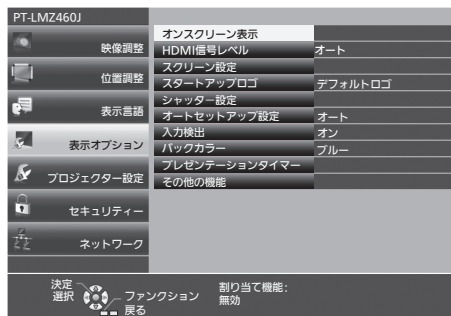 PT-LMZ460J
映像調整
位置調整
表示言語
表示オプション
プロジェクター設定
セキュリティー
ネットワーク
オンスクリーン表示
HDMI信号レベル オート
スクリーン設定
スタートアップロゴ デフォルトロゴ
シャッター設定
オートセットアップ設定 オート
入力検出 オン
バックカラー ブルー
プレゼンテーションタイマー
その他の機能
決定
選択
ファンクション
戻る
割り当て機能:
無効